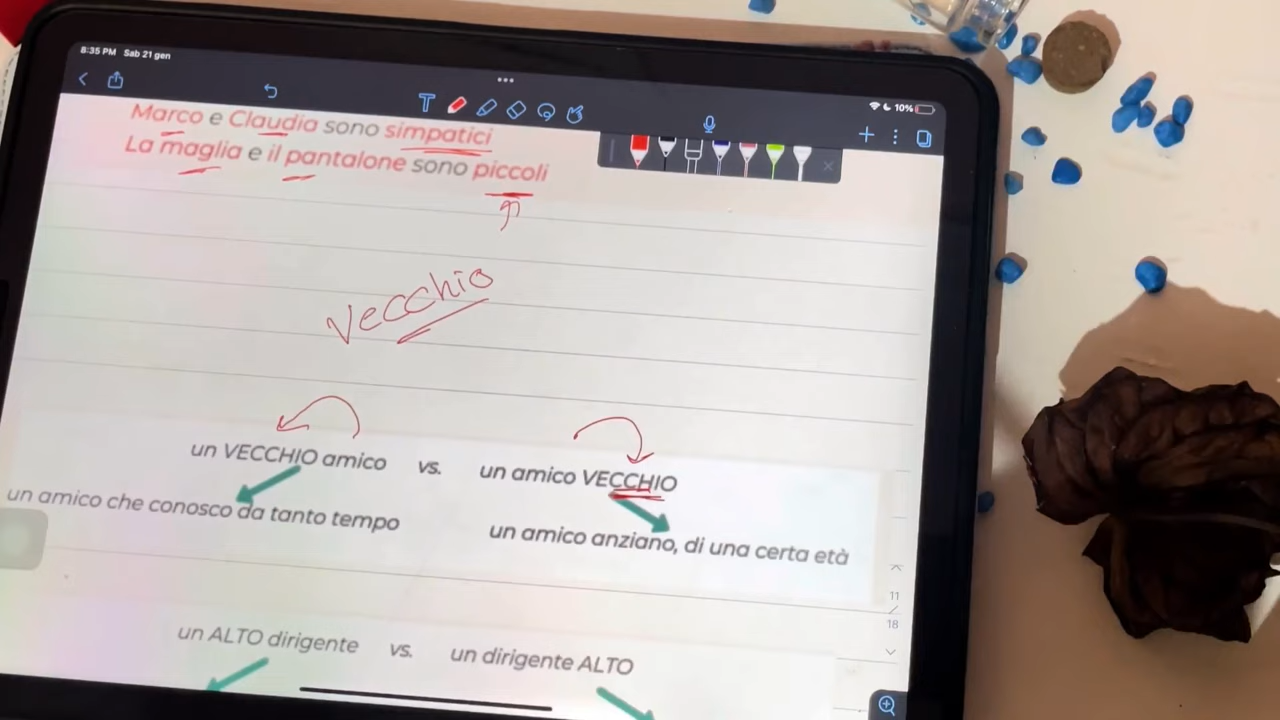 8:35 PM Sab 21 gen
10%
Marco e Claudia sono simpatici
La maglia e il pantalone sono piccoli
vecchio
un VECCHIO amico vs. un amico VECCHIO
un amico che conosco da tanto tempo
un amico anziano, di una certa età
11
18
un ALTO dirigente vs. un dirigente ALTO